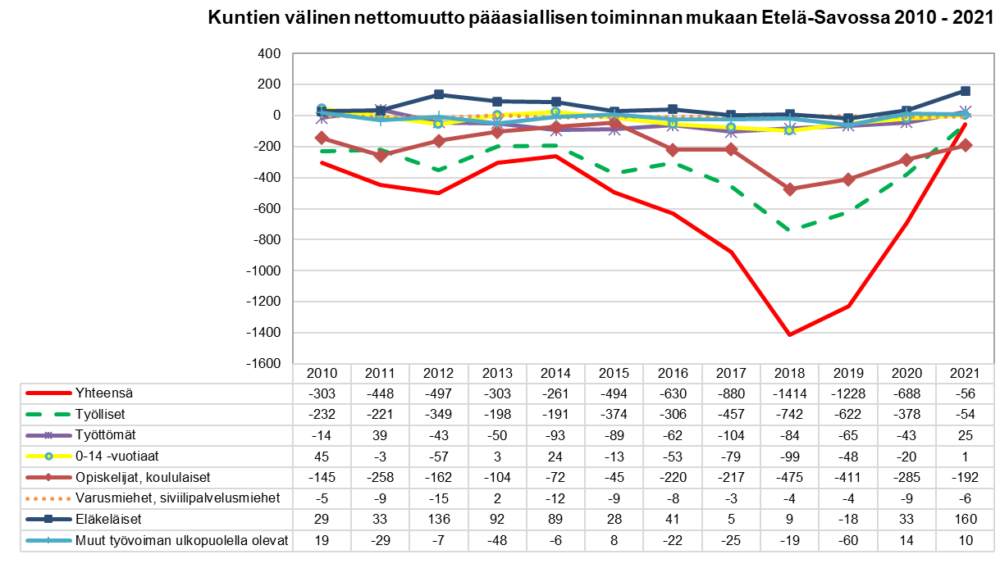 Kuntien välinen nettomuutto pääasiallisen toiminnan mukaan Etelä-Savossa 2010 - 2021
400
200
0
-200
-400
-600
-800
-1000
-1200
-1400
-1600
2010 2011 2012 2013 2014 2015 2016 2017 2018 2019 2020 2021
Yhteensä -303 -448 -497 -303 -261 -494 -630 -880 -1414 -1228 -688 -56
Työlliset -232 -221 -349 -198 -191 -374 -306 -457 -742 -622 -378 -54
Työttömät -14 39 -43 -50 -93 -89 -62 -104 -84 -65 -43 25
0-14 -vuotiaat 45 -3 -57 3 24 -13 -53 -79 -99 -48 -20 1
Opiskelijat, koululaiset -145 -258 -162 -104 -72 -45 -220 -217 -475 -411 -285 -192
Varusmiehet, siviilipalvelusmiehet -5 -9 -15 2 -12 -9 -8 -3 -4 -4 -9 -6
Eläkeläiset 29 33 136 92 89 28 41 5 9 -18 33 160
Muut työvoiman ulkopuolella olevat 19 -29 -7 -48 -6 8 -22 -25 -19 -60 14 10